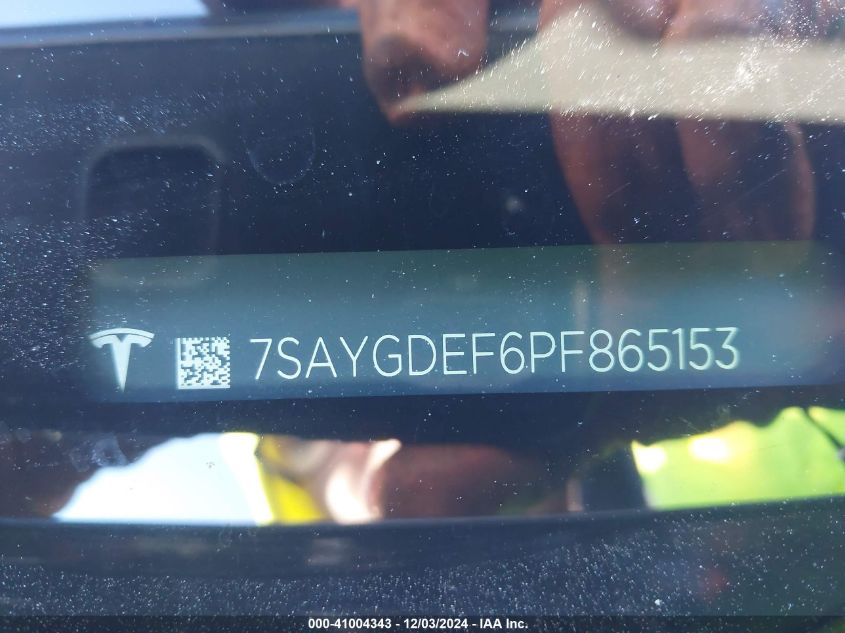 7SAYGDEF6PF865153
000-41004343 - 12/03/2024 - IAA Inc.